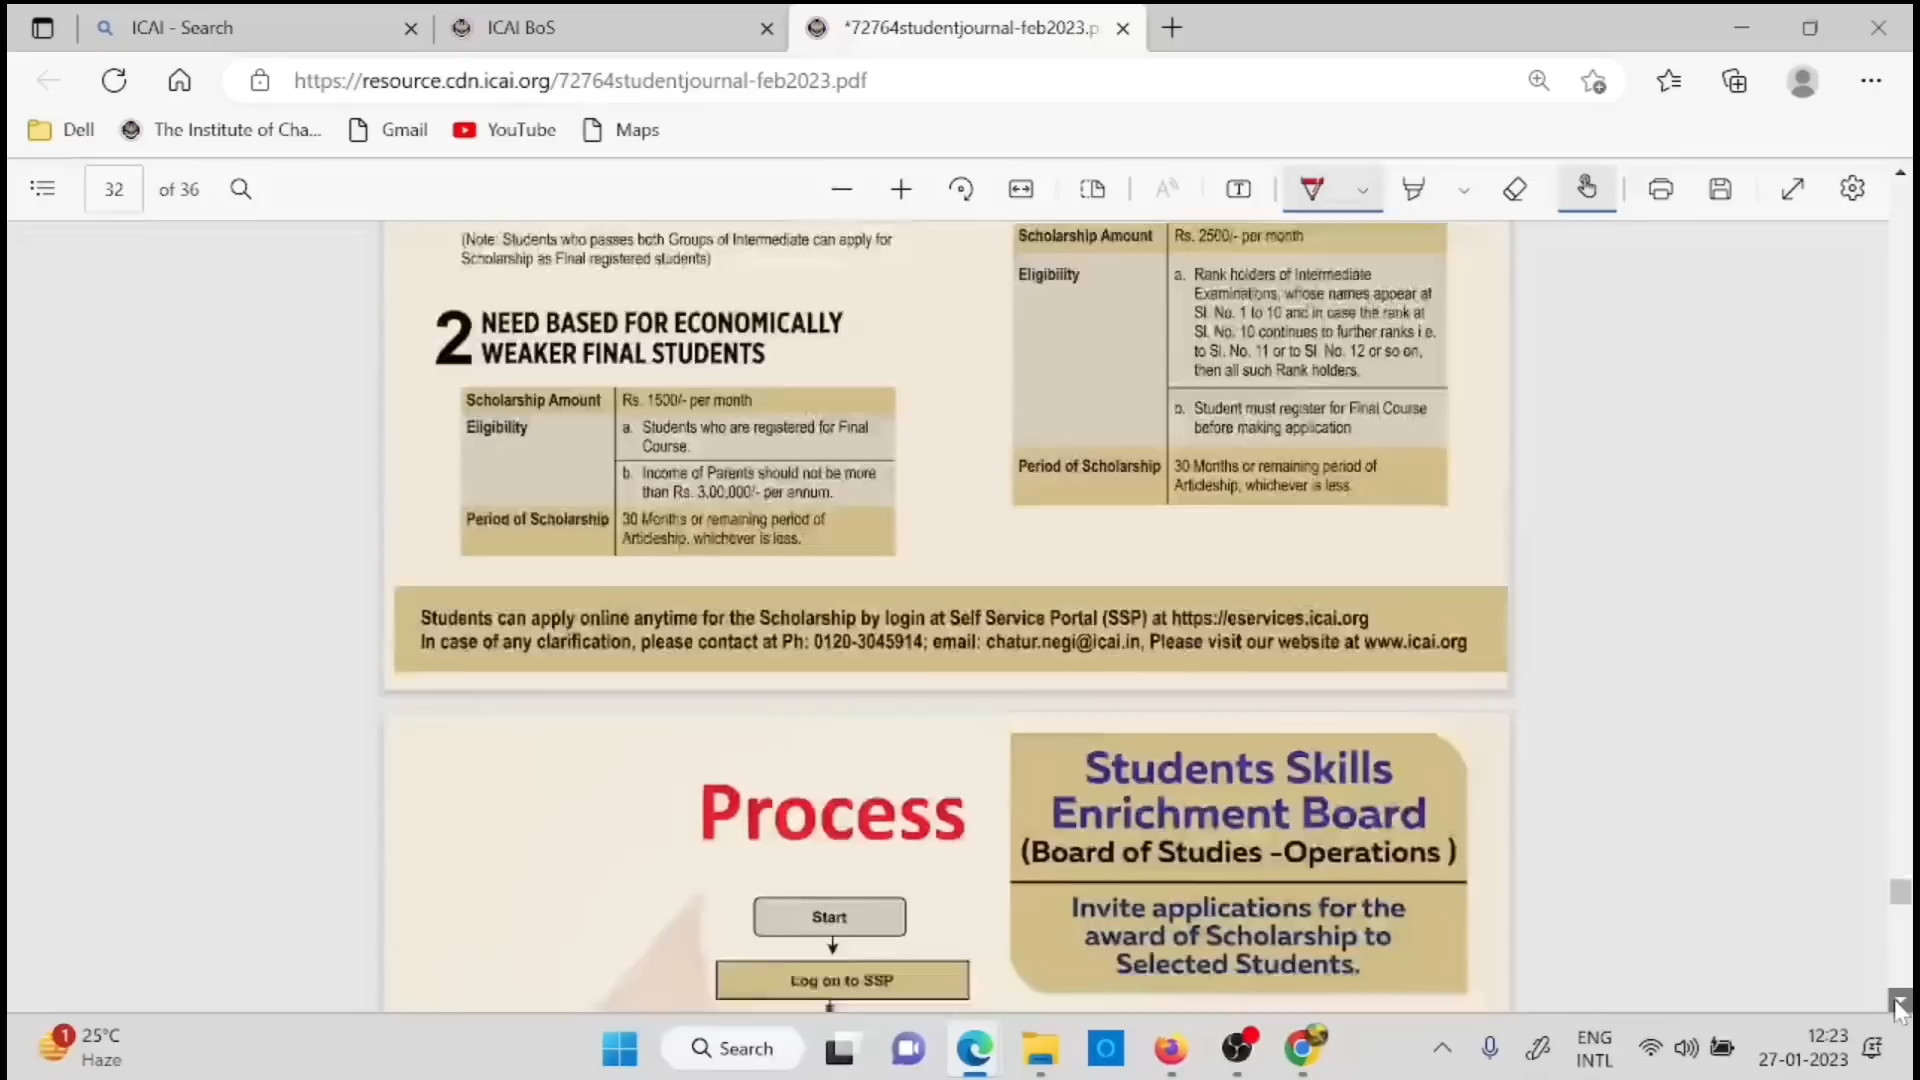 ICAI - Search
ICAI BoS
*72764studentjournal-feb2023.p
https://resource.cdn.icai.org/72764studentjournal-feb2023.pdf
Dell
The Institute of Cha...
Gmail
YouTube
Maps
32 of 36
(Note: Students who passes both Groups of Intermediate can apply for
Scholarship as Final registered students)
2 NEED BASED FOR ECONOMICALLY
WEAKER FINAL STUDENTS
Scholarship Amount Rs. 1500/- per month
Eligibility a. Students who are registered for Final
Course.
b. Income of Parents should not be more
than Rs. 3,00,000/- per annum.
Period of Scholarship 30 Months or remaining period of
Articleship, whichever is less.
Scholarship Amount Rs. 2500/- per month
Eligibility a. Rank holders of Intermediate
Examinations, whose names appear at
Sl. No. 1 to 10 and in case the rank at
Sl. No. 10 continues to further ranks i.e.
to Sl. No. 11 or to Sl. No. 12 or so on,
then all such Rank holders.
b. Student must register for Final Course
before making application
Period of Scholarship 30 Months or remaining period of
Articleship, whichever is less.
Students can apply online anytime for the Scholarship by login at Self Service Portal (SSP) at https://eservices.icai.org
In case of any clarification, please contact at Ph: 0120-3045914; email: chatur.negi@icai.in, Please visit our website at www.icai.org
Process
Start
Log on to SSP
Students Skills
Enrichment Board
(Board of Studies -Operations )
Invite applications for the
award of Scholarship to
Selected Students.
1
25°C
Haze
Search
ENG
INTL
12:23
27-01-2023